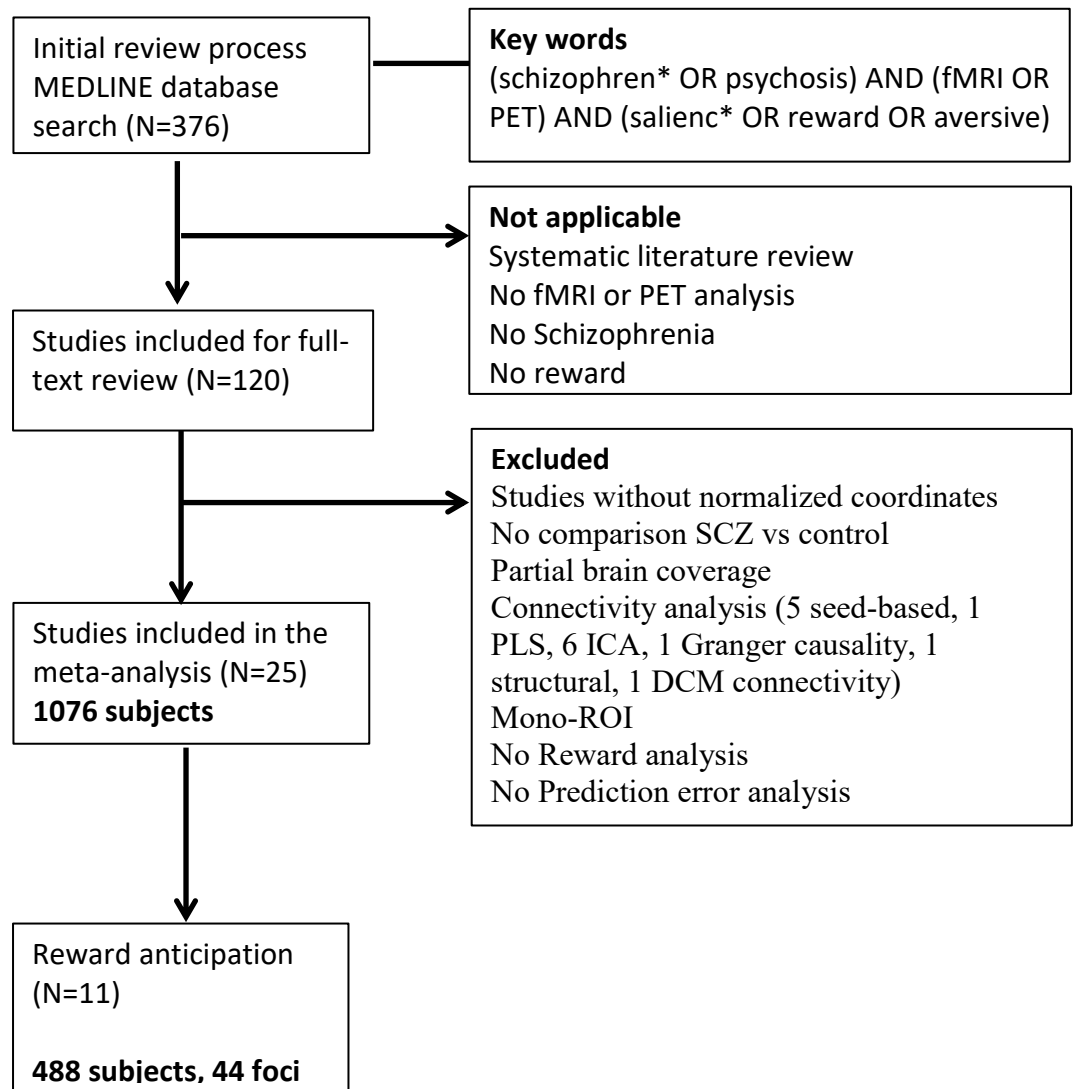 Initial review process
MEDLINE database
search (N=376)
Key words
(schizophren* OR psychosis) AND (fMRI OR
PET) AND (salienc* OR reward OR aversive)
Not applicable
Systematic literature review
No fMRI or PET analysis
No Schizophrenia
No reward
Studies included for full-
text review (N=120)
Excluded
Studies without normalized coordinates
No comparison SCZ vs control
Partial brain coverage
Connectivity analysis (5 seed-based, 1
PLS, 6 ICA, 1 Granger causality, 1
structural, 1 DCM connectivity)
Mono-ROI
No Reward analysis
No Prediction error analysis
Studies included in the
meta-analysis (N=25)
1076 subjects
Reward anticipation
(N=11)
488 subjects, 44 foci